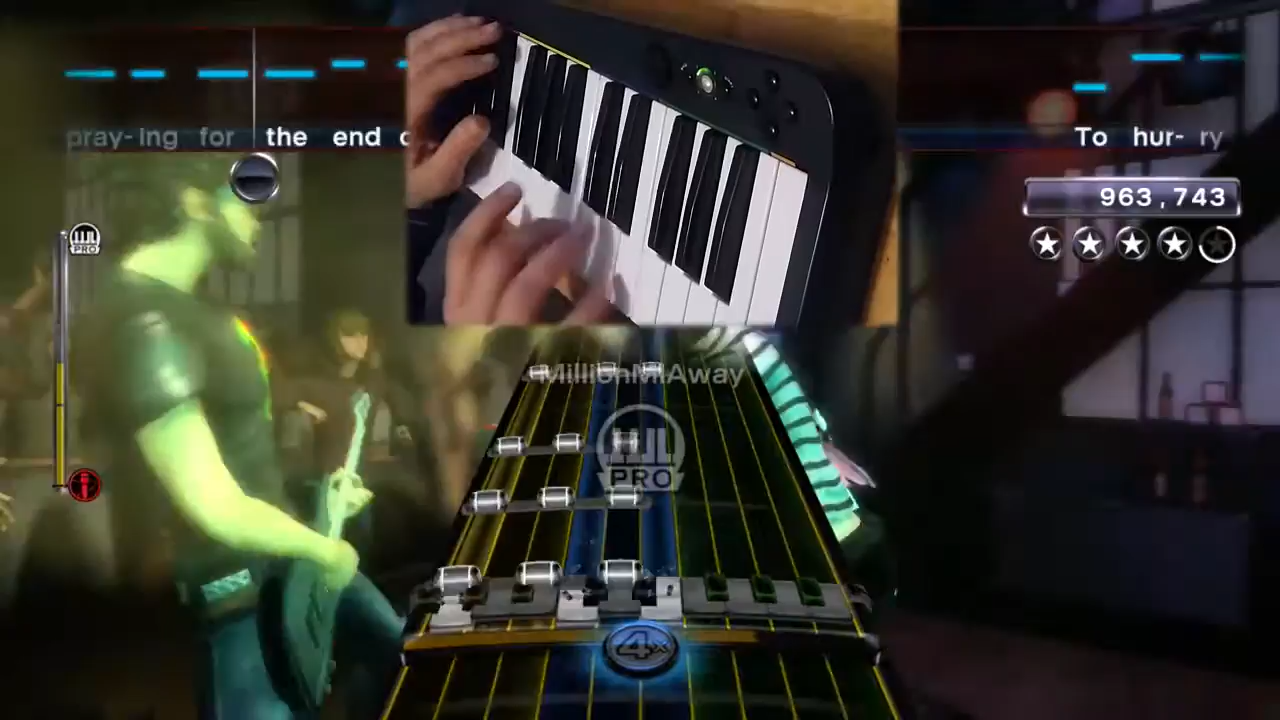 pray-ing for the end
To hur- ry
963,743
PRO
MillionMiAway
PRO
4x